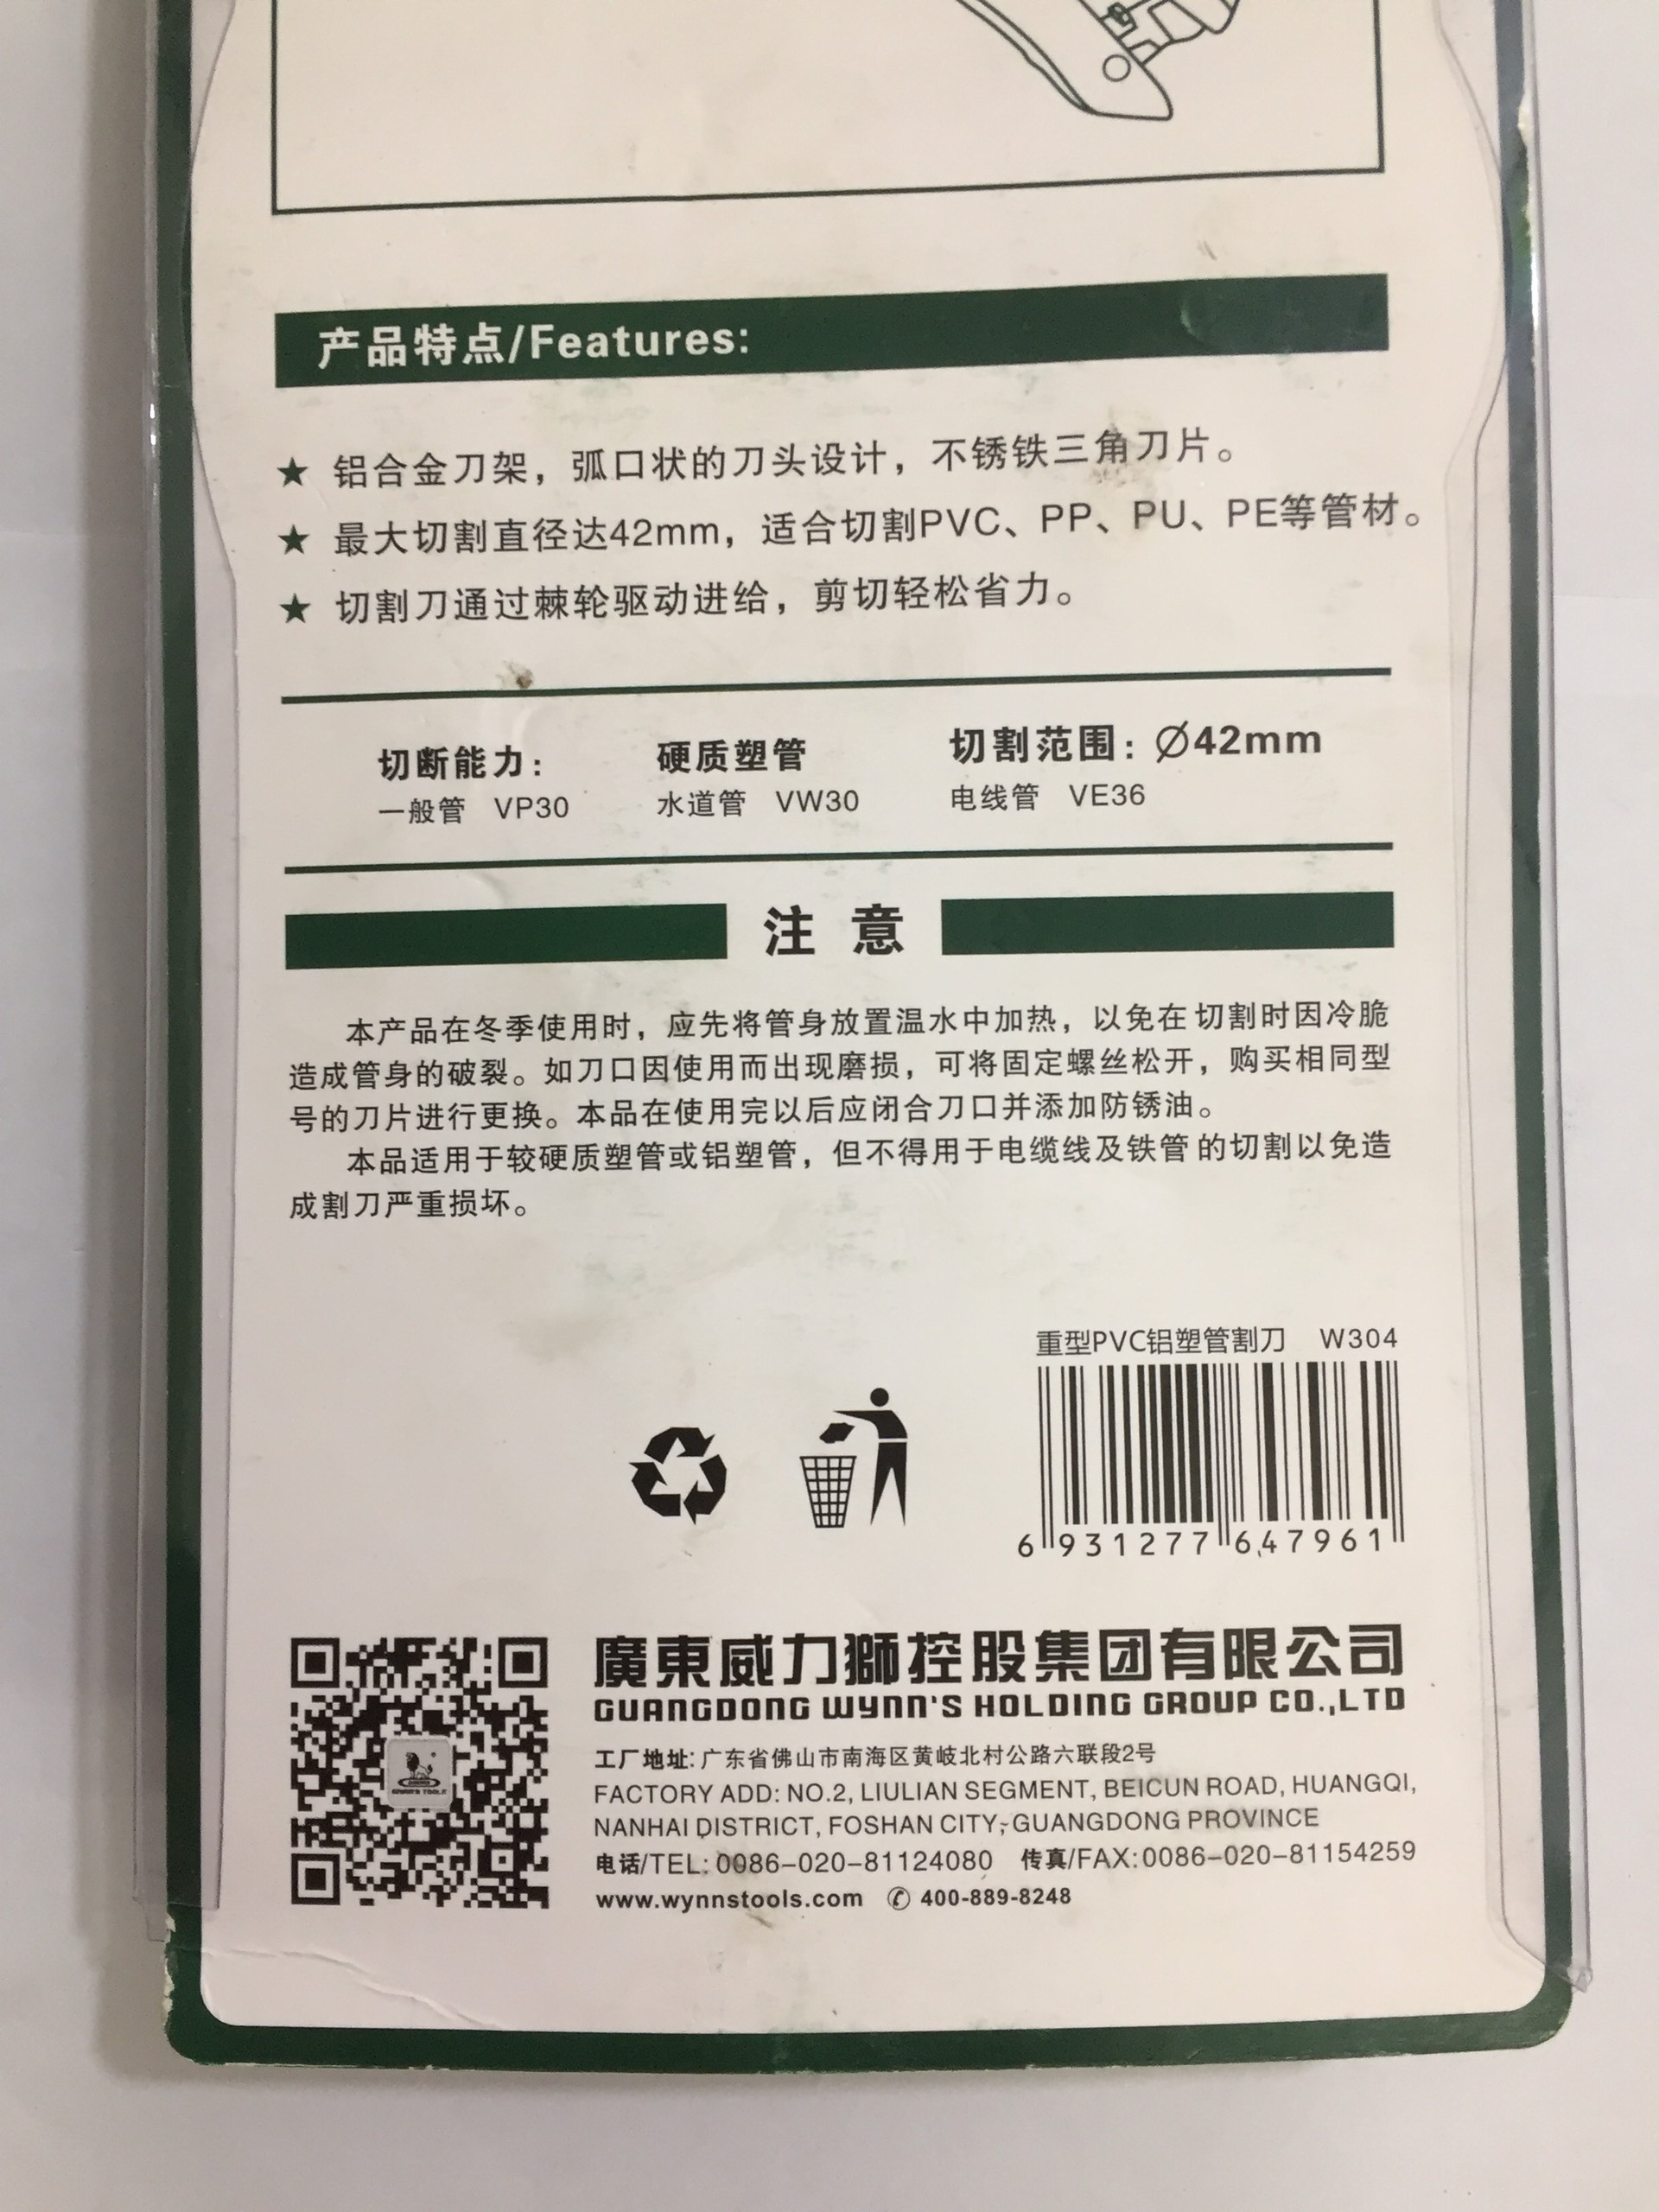 产品特点/Features:
★ 铝合金刀架，弧口状的刀头设计，不锈铁三角刀片。
★ 最大切割直径达42mm，适合切割PVC、PP、PU、PE等管材。
★ 切割刀通过棘轮驱动进给，剪切轻松省力。
切断能力： 硬质塑管 切割范围：∅42mm
一般管 VP30 水道管 VW30 电线管 VE36
注意
本产品在冬季使用时，应先将管身放置温水中加热，以免在切割时因冷脆
造成管身的破裂。如刀口因使用而出现磨损，可将固定螺丝松开，购买相同型
号的刀片进行更换。本品在使用完以后应闭合刀口并添加防锈油。
本品适用于较硬质塑管或铝塑管，但不得用于电缆线及铁管的切割以免造
成割刀严重损坏。
重型PVC铝塑管割刀 W304
6 931277 647961
廣東威力獅控股集团有限公司
GUANGDONG WYNN'S HOLDING GROUP CO.,LTD
工厂地址: 广东省佛山市南海区黄岐北村公路六联段2号
FACTORY ADD: NO.2, LIULIAN SEGMENT, BEICUN ROAD, HUANGQI,
NANHAI DISTRICT, FOSHAN CITY, GUANGDONG PROVINCE
电话/TEL: 0086-020-81124080 传真/FAX:0086-020-81154259
www.wynnstools.com ✆ 400-889-8248